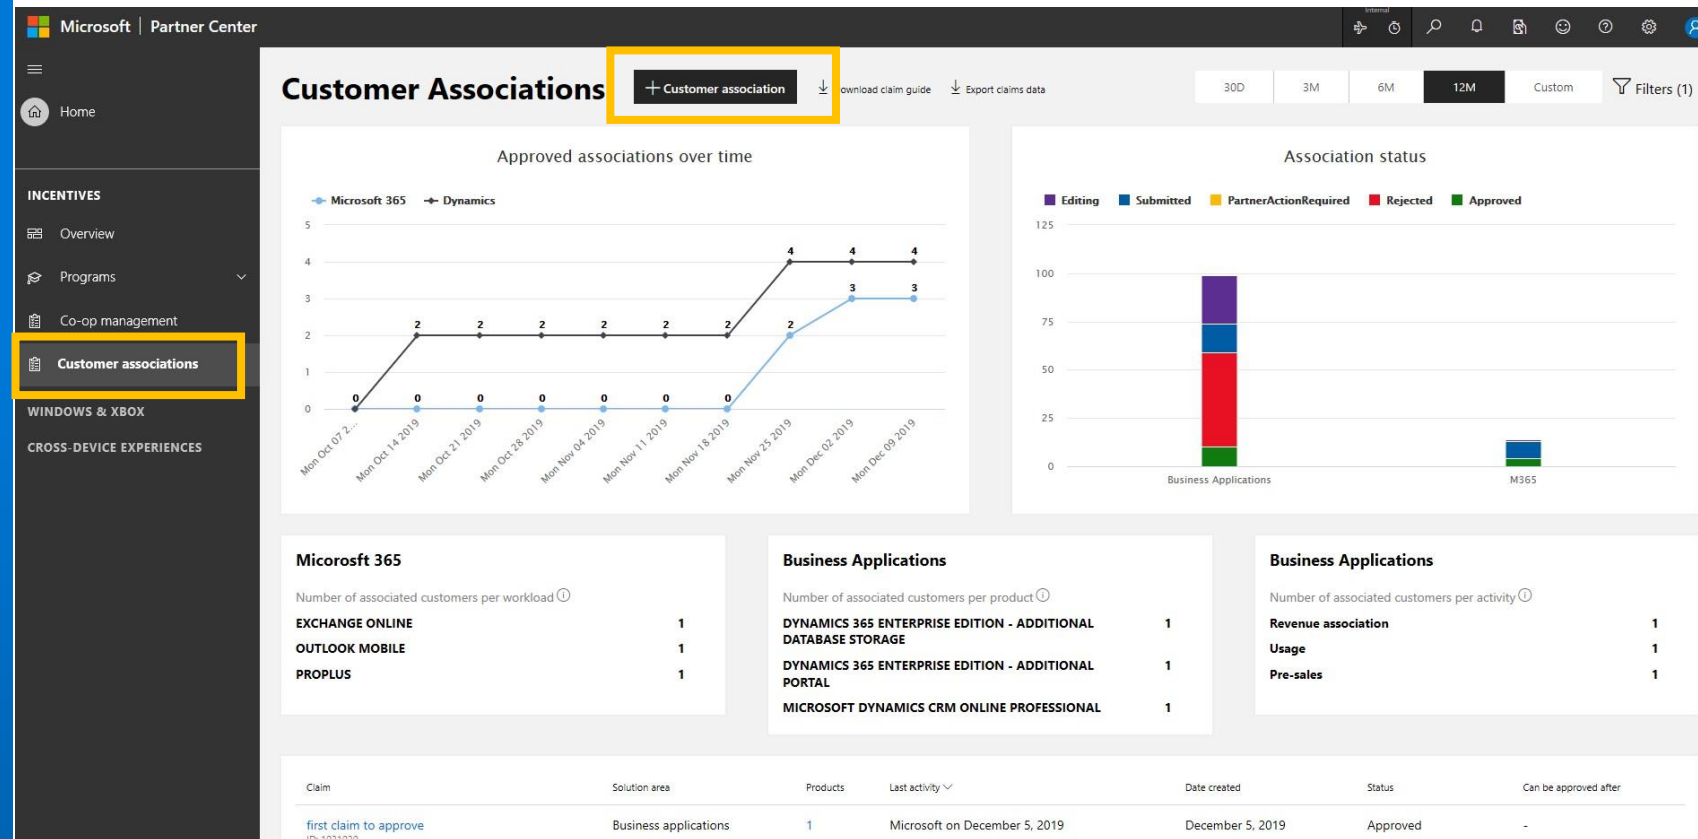 Microsoft | Partner Center
Internal
Home
INCENTIVES
Overview
Programs
Co-op management
Customer associations
WINDOWS & XBOX
CROSS-DEVICE EXPERIENCES
Customer Associations
+ Customer association
ownload claim guide
Export claims data
30D
3M
6M
12M
Custom
Filters (1)
Approved associations over time
Microsoft 365
Dynamics
5
4
3
2
1
0
0 2 2 2 2 2 2 4 4 4
0 0 0 0 0 0 2 3 3
Mon Oct 07 2...
Mon Oct 14 2019
Mon Oct 21 2019
Mon Oct 28 2019
Mon Nov 04 2019
Mon Nov 11 2019
Mon Nov 18 2019
Mon Nov 25 2019
Mon Dec 02 2019
Mon Dec 09 2019
Association status
Editing
Submitted
PartnerActionRequired
Rejected
Approved
125
100
75
50
25
0
Business Applications
M365
Micorosft 365
Number of associated customers per workload
EXCHANGE ONLINE 1
OUTLOOK MOBILE 1
PROPLUS 1
Business Applications
Number of associated customers per product
DYNAMICS 365 ENTERPRISE EDITION - ADDITIONAL 1
DATABASE STORAGE
DYNAMICS 365 ENTERPRISE EDITION - ADDITIONAL 1
PORTAL
MICROSOFT DYNAMICS CRM ONLINE PROFESSIONAL 1
Business Applications
Number of associated customers per activity
Revenue association 1
Usage 1
Pre-sales 1
Claim Solution area Products Last activity Date created Status Can be approved after
first claim to approve Business applications 1 Microsoft on December 5, 2019 December 5, 2019 Approved -